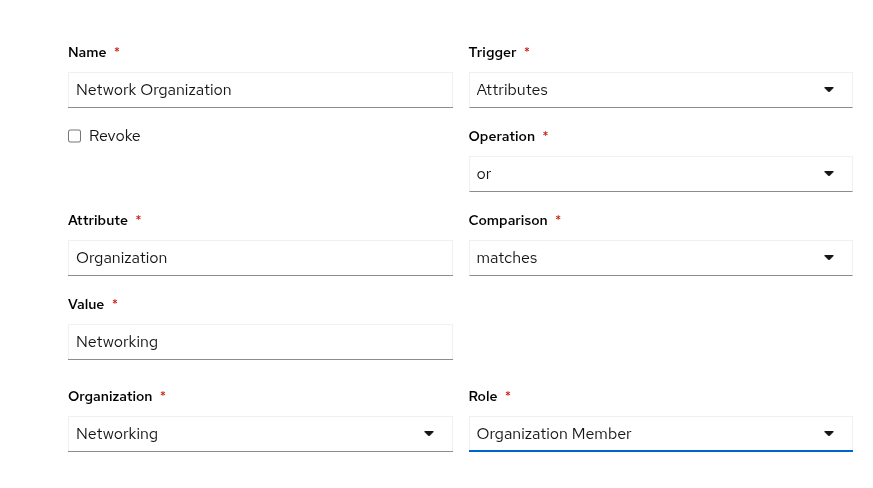 Name *
Trigger *
Network Organization
Attributes
Revoke
Operation *
or
Attribute *
Comparison *
Organization
matches
Value *
Networking
Organization *
Role *
Networking
Organization Member